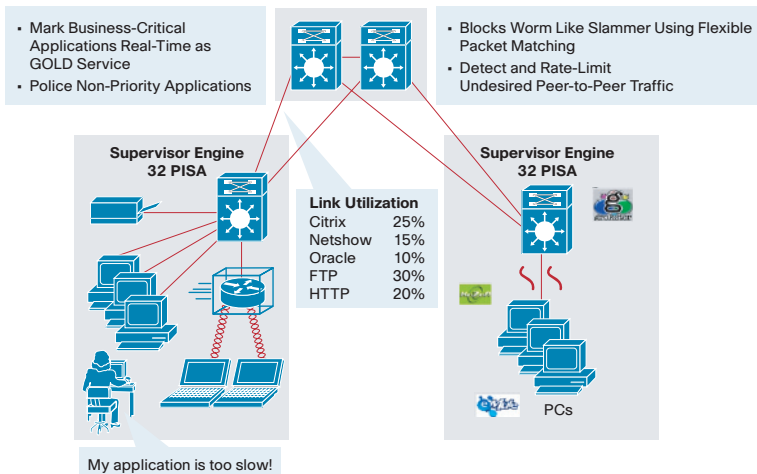 ▪ Mark Business-Critical
Applications Real-Time as
GOLD Service
▪ Police Non-Priority Applications
▪ Blocks Worm Like Slammer Using Flexible
Packet Matching
▪ Detect and Rate-Limit
Undesired Peer-to-Peer Traffic
Supervisor Engine
32 PISA
Link Utilization
Citrix 25%
Netshow 15%
Oracle 10%
FTP 30%
HTTP 20%
Supervisor Engine
32 PISA
PCs
My application is too slow!